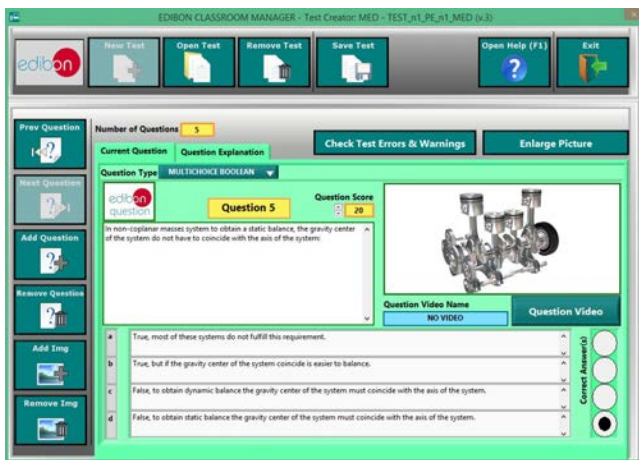 EDIBON CLASSROOM MANAGER - Test Creator: MED - TEST_n1_PE_n1_MED (v.3)
edibon
New Test
Open Test
Remove Test
Save Test
Open Help (F1)
Exit
Prev Question
Number of Questions 5
Check Test Errors & Warnings
Enlarge Picture
Current Question
Question Explanation
Next Question
Question Type MULTICHOICE BOOLEAN
edibon
question
Question 5
Question Score
20
In non-coplanar masses system to obtain a static balance, the gravity center
of the system do not have to coincide with the axis of the system:
Add Question
Remove Question
Question Video Name
NO VIDEO
Question Video
Add Img
a True, most of these systems do not fulfill this requirement.
b True, but if the gravity center of the system coincide is easier to balance.
c False, to obtain dynamic balance the gravity center of the system must coincide with the axis of the system.
d False, to obtain static balance the gravity center of the system must coincide with the axis of the system.
Correct Answer(s)
Remove Img